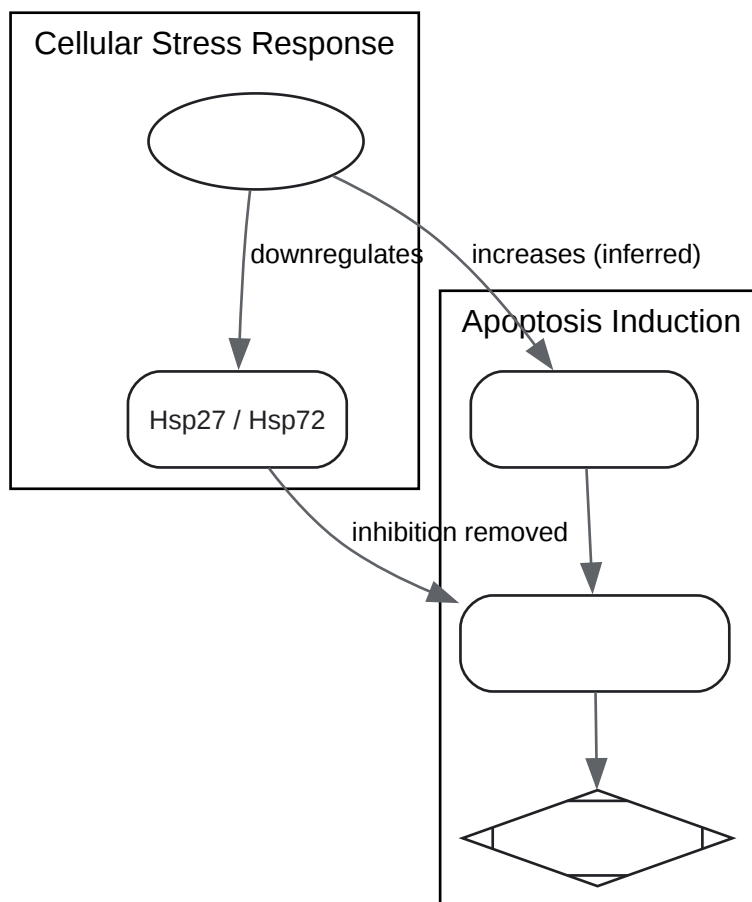 Cellular Stress Response
downregulates
increases (inferred)
Apoptosis Induction
Hsp27 / Hsp72
inhibition removed